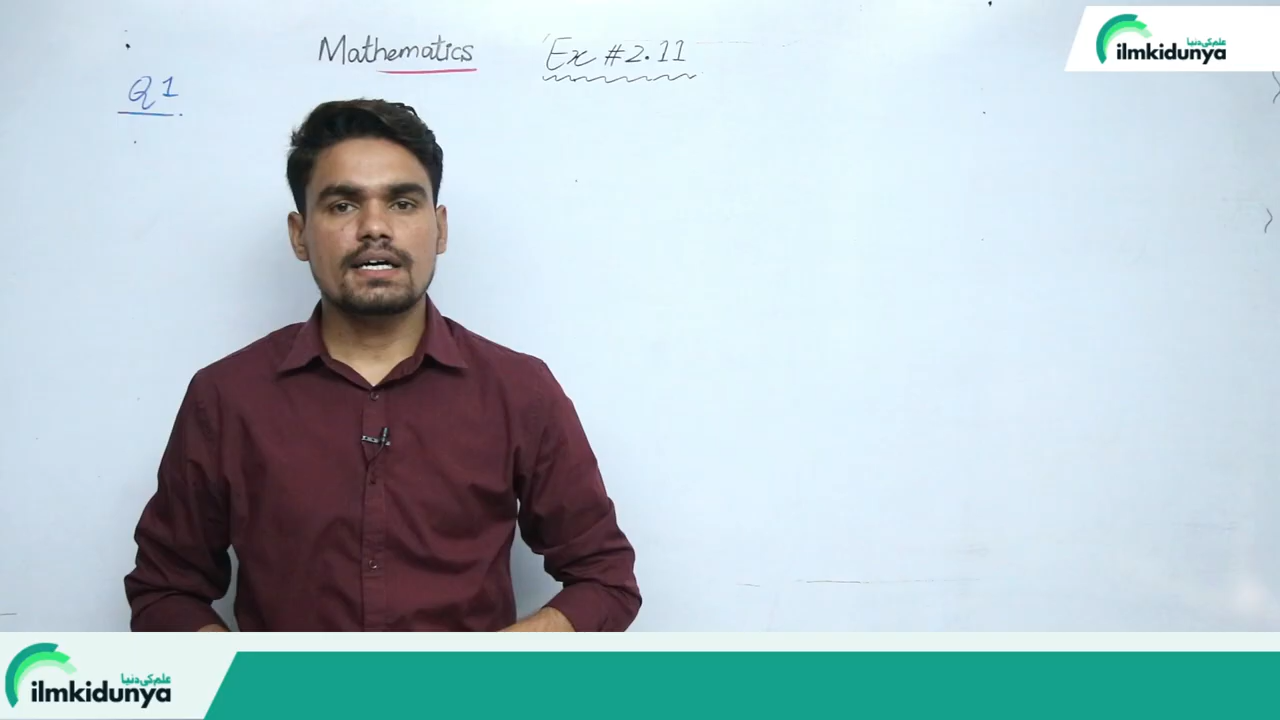 Mathematics Ex #2.11
علم کی دنیا
ilmkidunya
Q1
علم کی دنیا
ilmkidunya